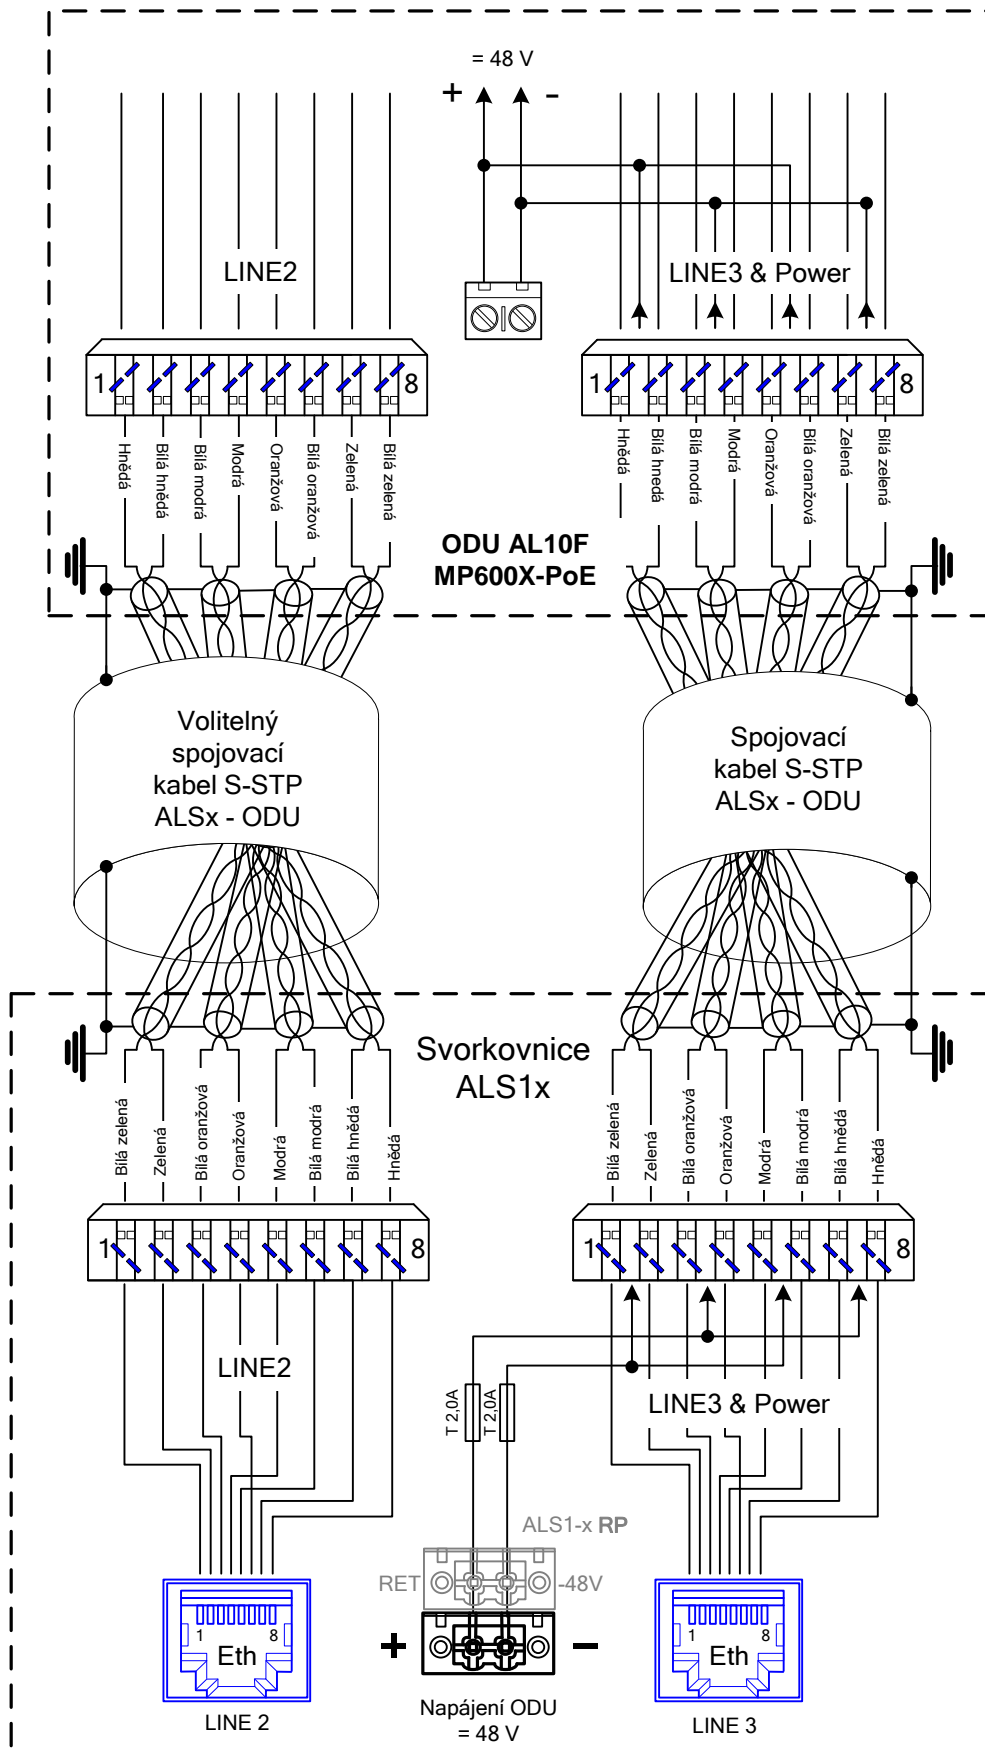 = 48 V
+ -
LINE2
LINE3 & Power
1 8
1 8
Hnědá
Bílá hnědá
Bílá modrá
Modrá
Oranžová
Bílá oranžová
Zelená
Bílá zelená
Hnědá
Bílá hnedá
Bílá modrá
Modrá
Oranžová
Bílá oranžová
Zelená
Bílá zelená
ODU AL10F
MP600X-PoE
Volitelný
spojovací
kabel S-STP
ALSx - ODU
Spojovací
kabel S-STP
ALSx - ODU
Svorkovnice
ALS1x
Bílá zelená
Zelená
Bílá oranžová
Oranžová
Modrá
Bílá modrá
Bílá hnědá
Hnědá
Bílá zelená
Zelená
Bílá oranžová
Oranžová
Modrá
Bílá modrá
Bílá hnědá
Hnědá
1 8
1 8
LINE2
T 2,0A
T 2,0A
LINE3 & Power
ALS1-x RP
RET
-48V
1 8
Eth
LINE 2
+ −
Napájení ODU
= 48 V
1 8
Eth
LINE 3